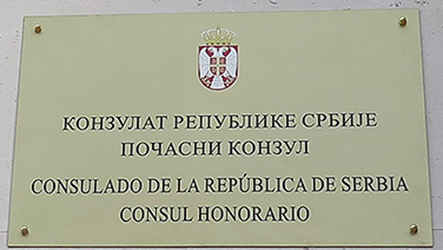 КОНЗУЛАТ РЕПУБЛИКЕ СРБИЈЕ
ПОЧАСНИ КОНЗУЛ
CONSULADO DE LA REPÚBLICA DE SERBIA
CONSUL HONORARIO